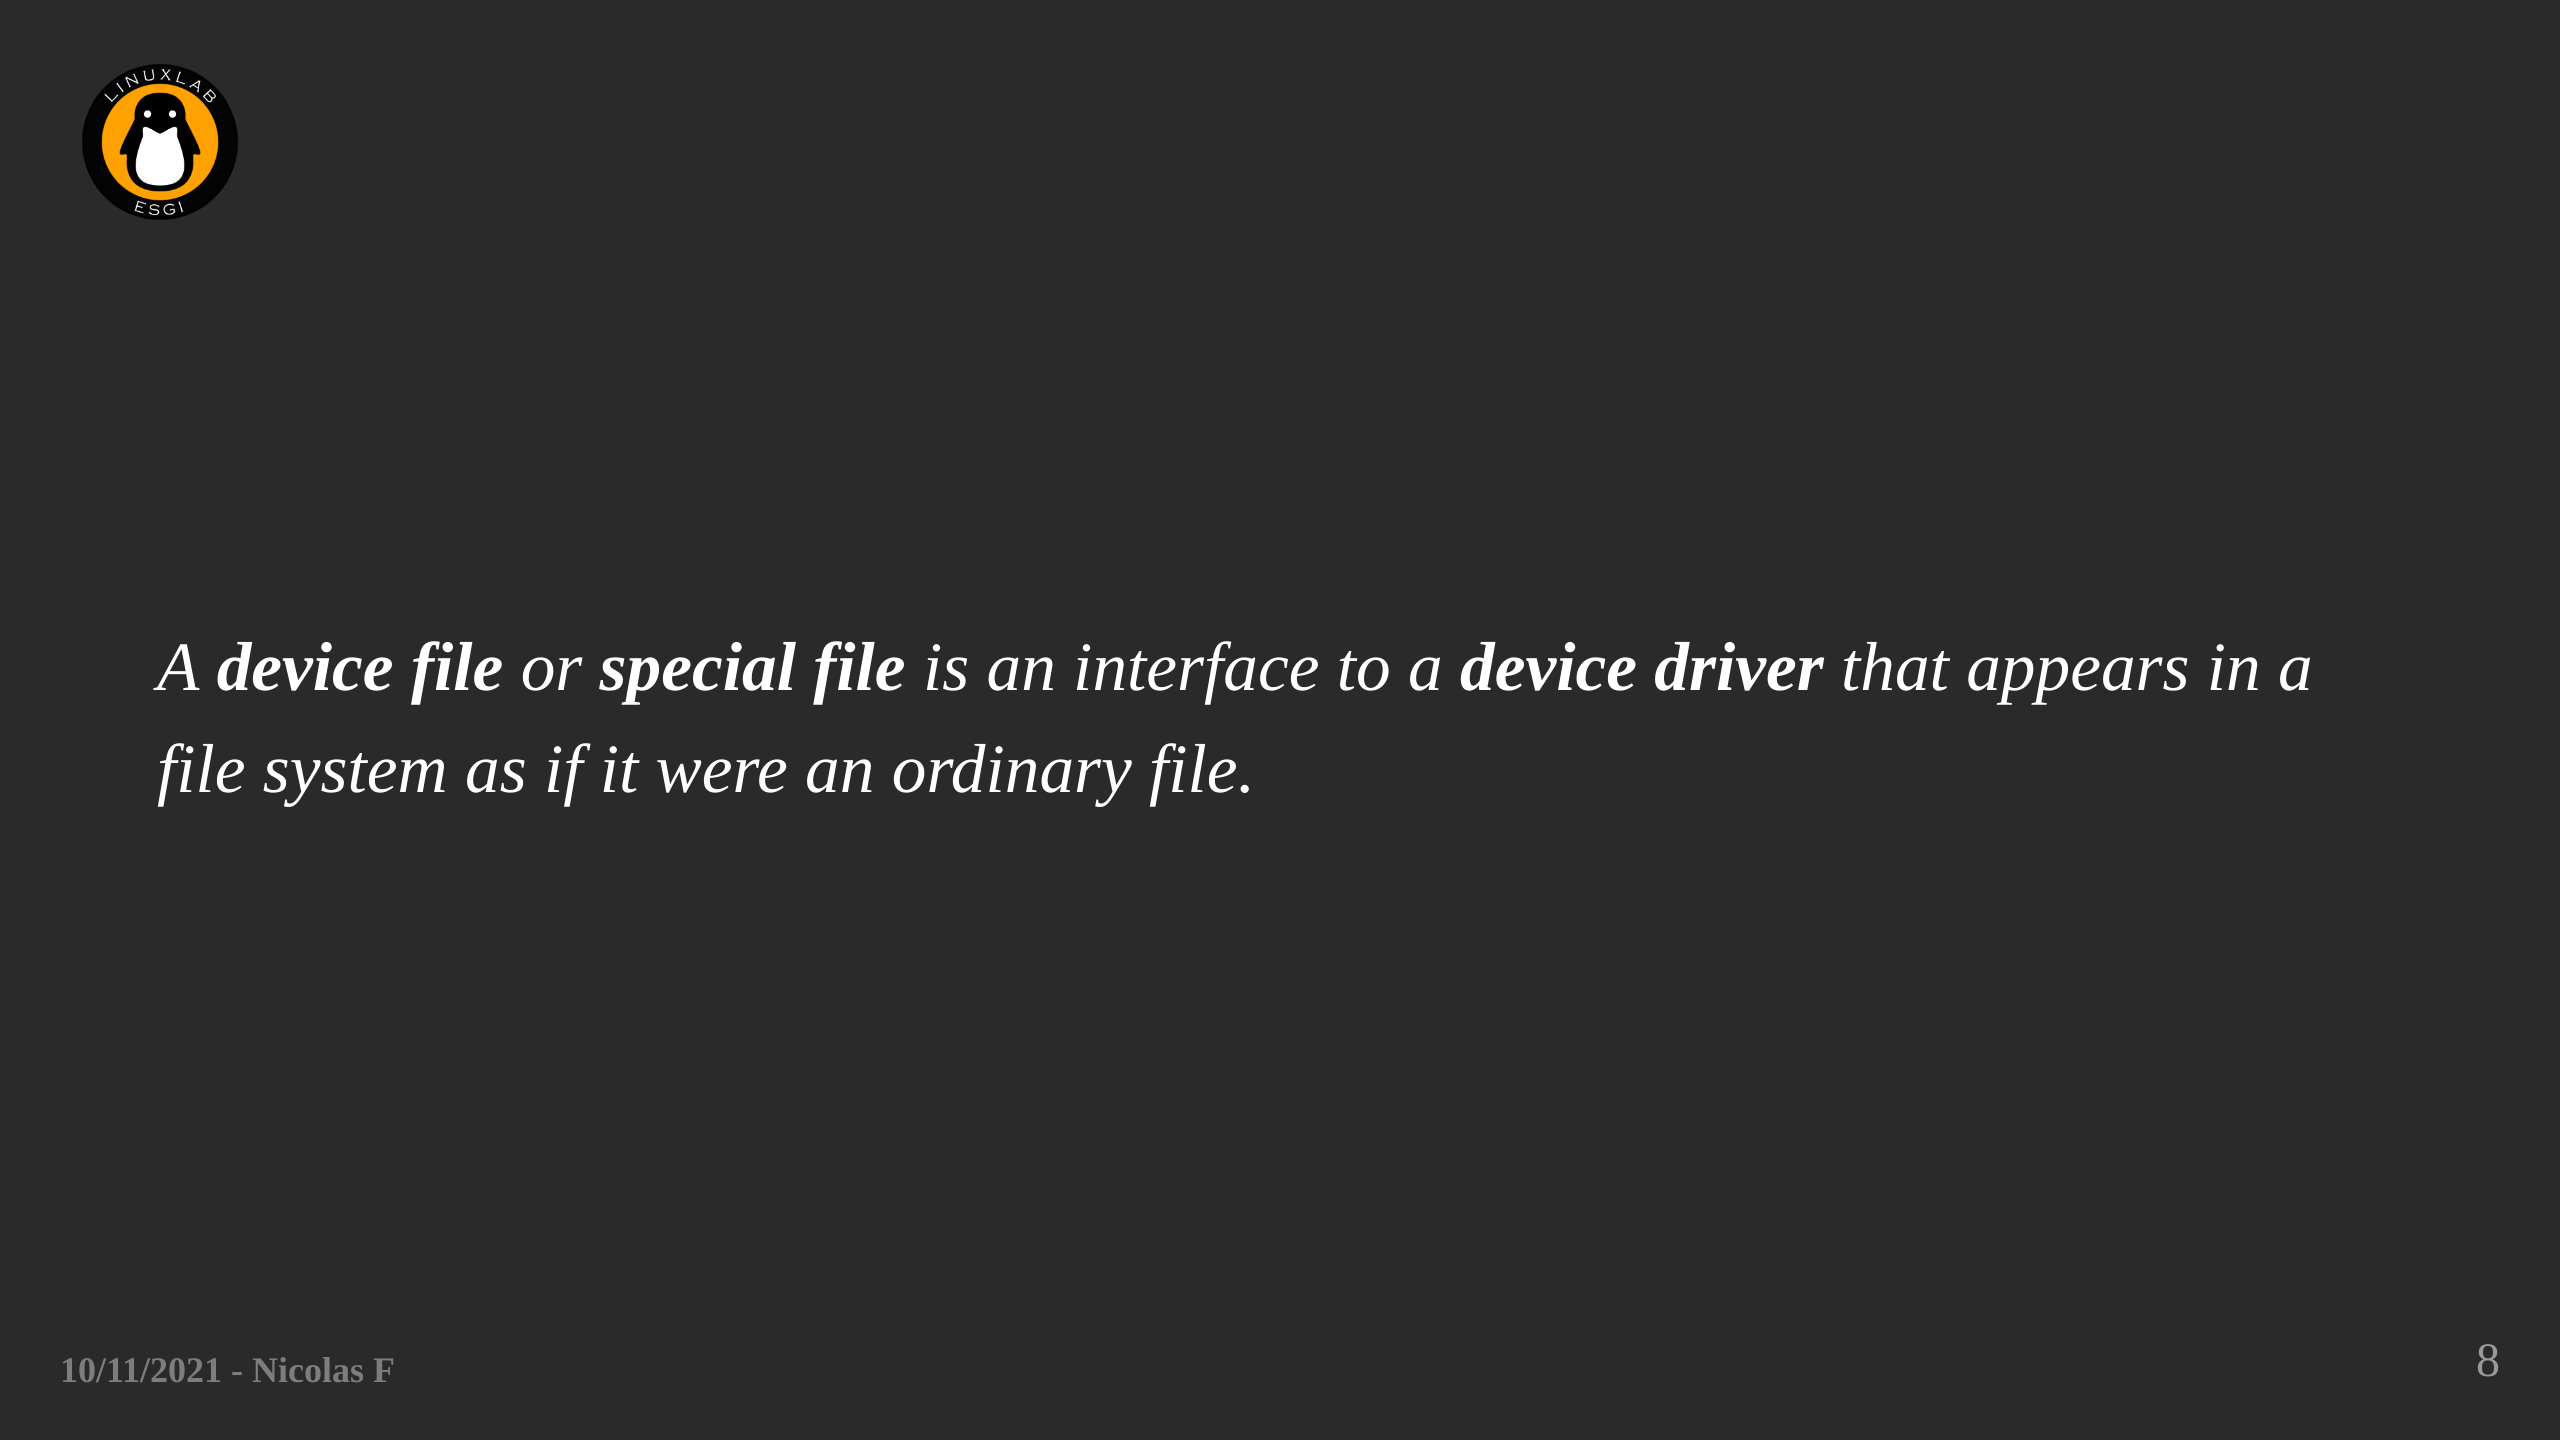 LINUXLAB
ESGI
A device file or special file is an interface to a device driver that appears in a
file system as if it were an ordinary file.
10/11/2021 - Nicolas F
8